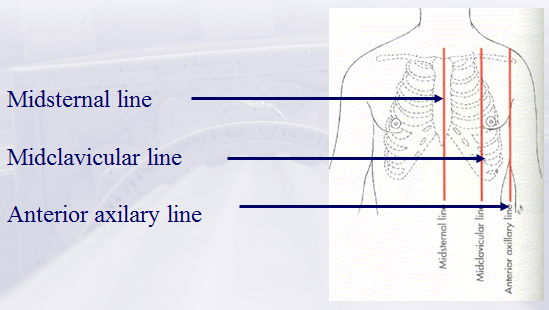 Midsternal line
Midclavicular line
Anterior axilary line
Midsternal line
Midclavicular line
Anterior axillary line